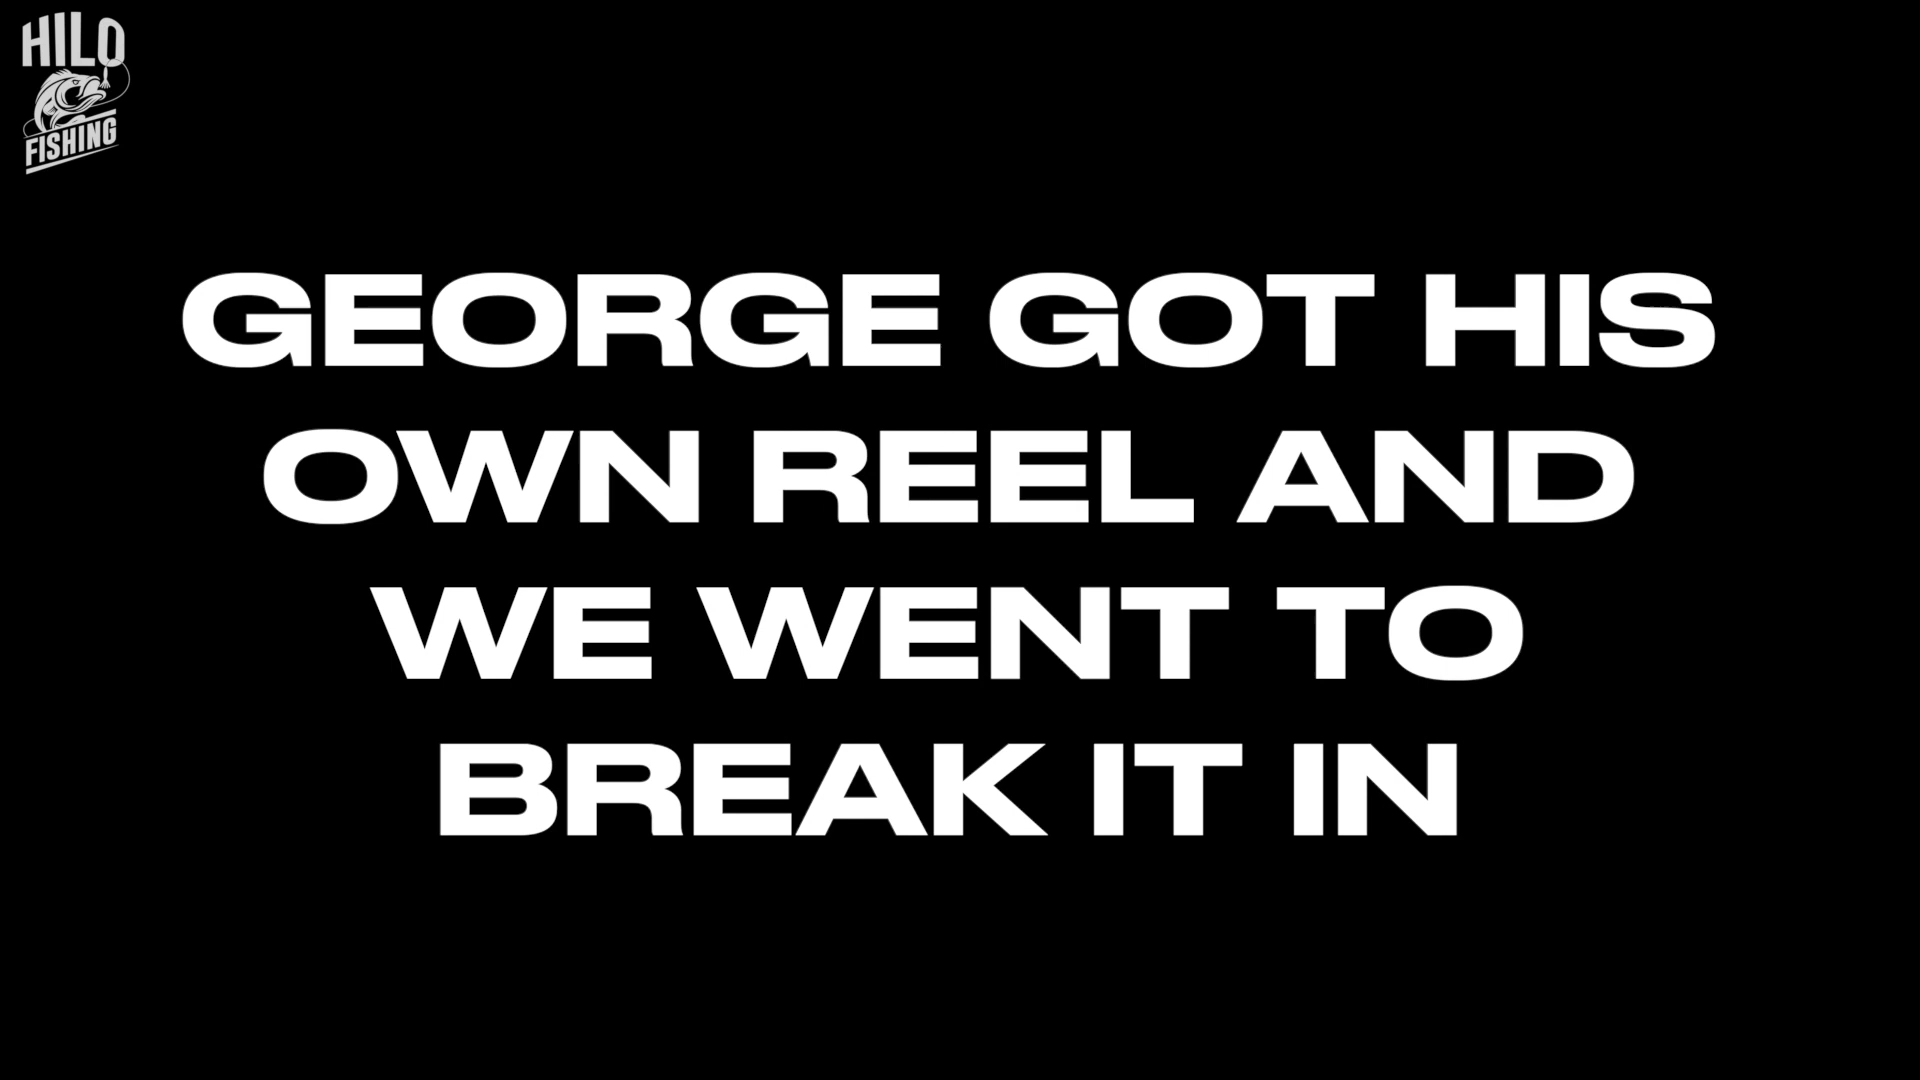 HILO
FISHING
GEORGE GOT HIS
OWN REEL AND
WE WENT TO
BREAK IT IN